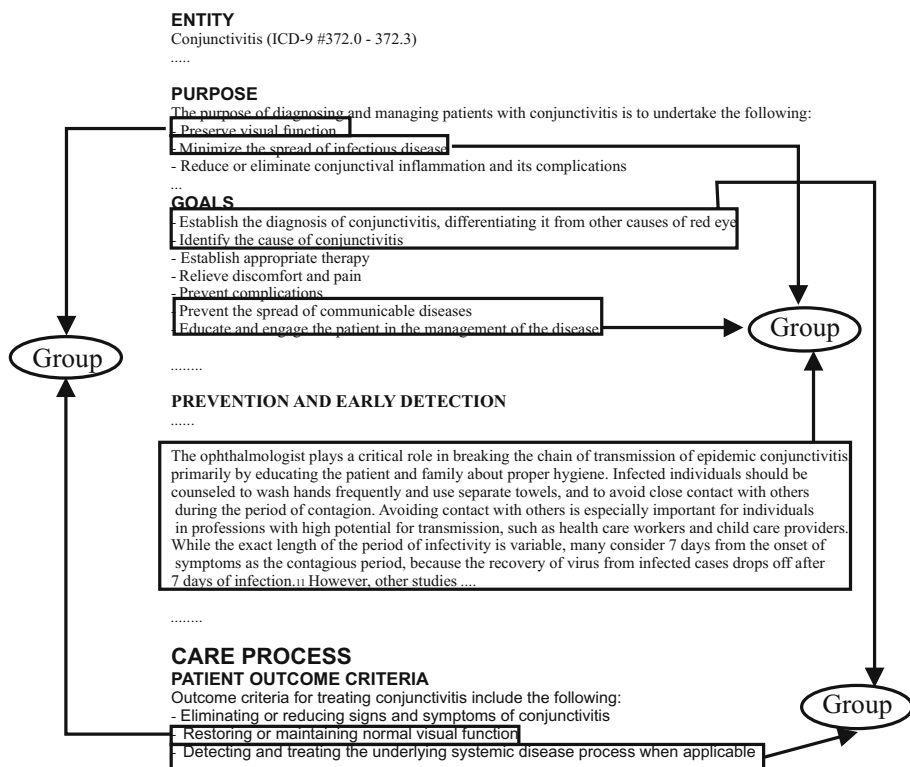 ENTITY
Conjunctivitis (ICD-9 #372.0 - 372.3)
.....
PURPOSE
The purpose of diagnosing and managing patients with conjunctivitis is to undertake the following:
- Preserve visual function
- Minimize the spread of infectious disease
- Reduce or eliminate conjunctival inflammation and its complications
...
GOALS
- Establish the diagnosis of conjunctivitis, differentiating it from other causes of red eye
- Identify the cause of conjunctivitis
- Establish appropriate therapy
- Relieve discomfort and pain
- Prevent complications
- Prevent the spread of communicable diseases
- Educate and engage the patient in the management of the disease
Group
Group
........
PREVENTION AND EARLY DETECTION
......
The ophthalmologist plays a critical role in breaking the chain of transmission of epidemic conjunctivitis
primarily by educating the patient and family about proper hygiene. Infected individuals should be
counseled to wash hands frequently and use separate towels, and to avoid close contact with others
during the period of contagion. Avoiding contact with others is especially important for individuals
in professions with high potential for transmission, such as health care workers and child care providers.
While the exact length of the period of infectivity is variable, many consider 7 days from the onset of
symptoms as the contagious period, because the recovery of virus from infected cases drops off after
7 days of infection.11 However, other studies ....
........
CARE PROCESS
PATIENT OUTCOME CRITERIA
Outcome criteria for treating conjunctivitis include the following:
- Eliminating or reducing signs and symptoms of conjunctivitis
- Restoring or maintaining normal visual function
- Detecting and treating the underlying systemic disease process when applicable
Group